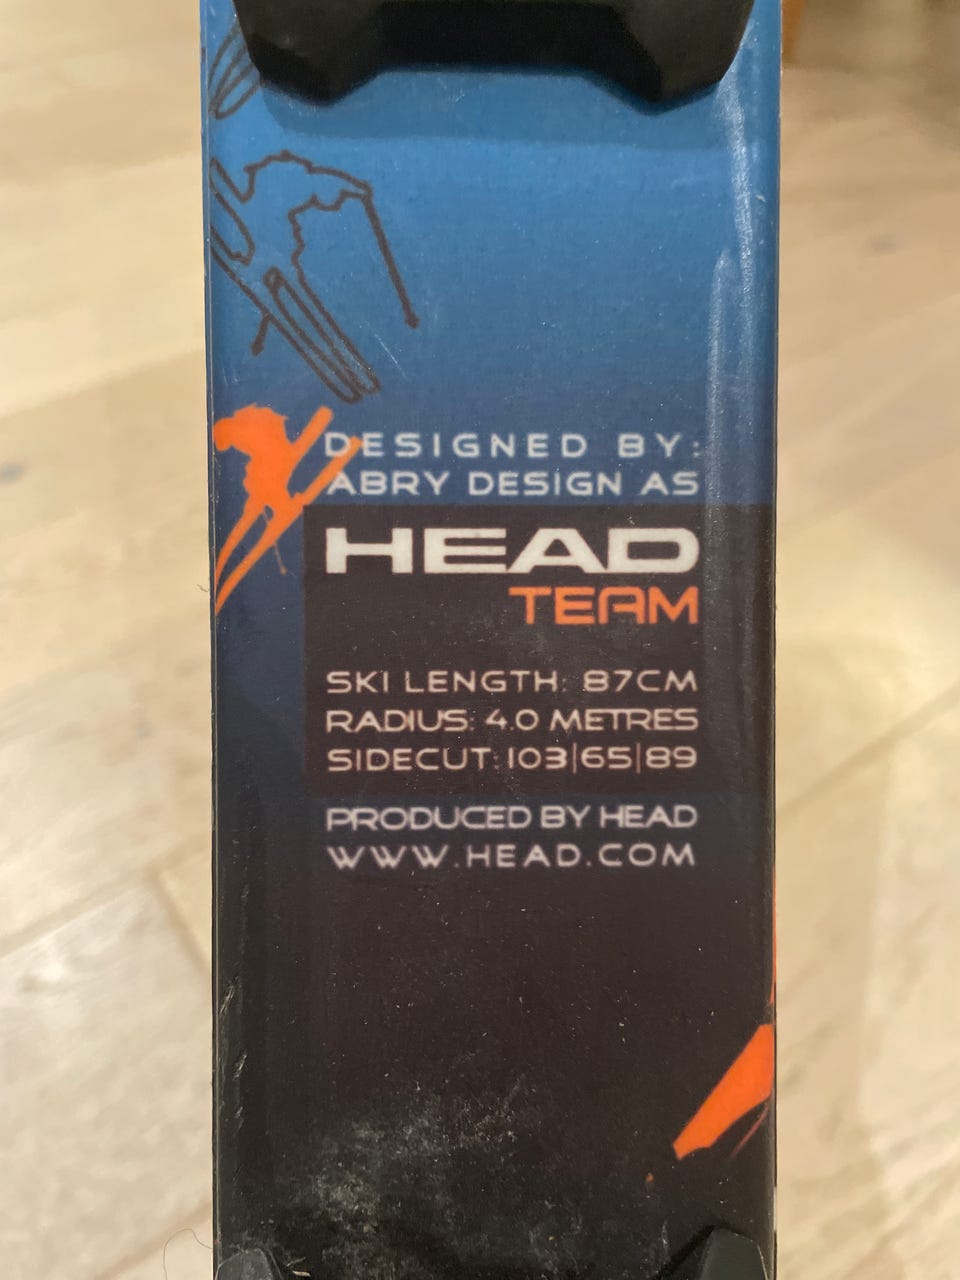 DESIGNED BY:
ABRY DESIGN AS
HEAD
TEAM
SKI LENGTH: 87CM
RADIUS: 4.0 METRES
SIDECUT: 103|65|89
PRODUCED BY HEAD
WWW.HEAD.COM